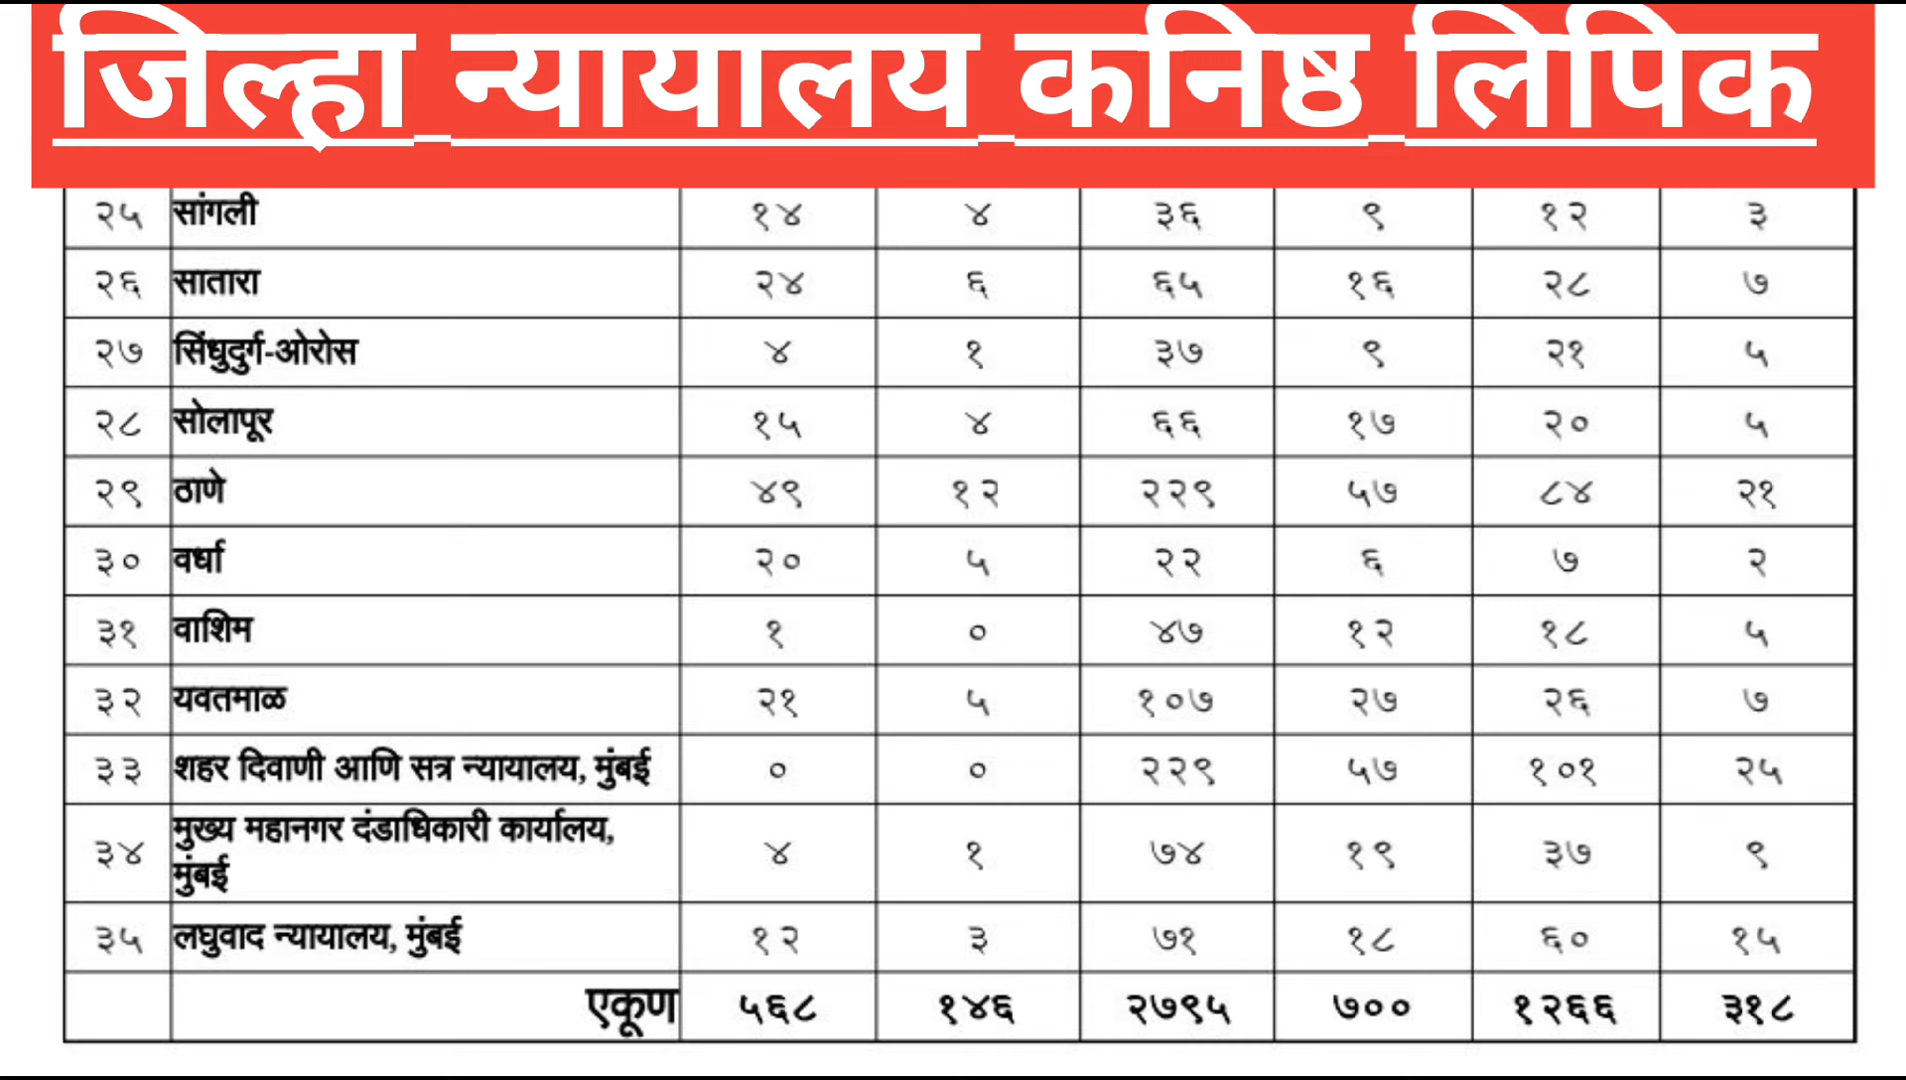 जिल्हा न्यायालय कनिष्ठ लिपिक
२५ सांगली १४ ४ ३६ ९ १२ ३
२६ सातारा २४ ६ ६५ १६ २८ ७
२७ सिंधुदुर्ग-ओरोस ४ १ ३७ ९ २१ ५
२८ सोलापूर १५ ४ ६६ १७ २० ५
२९ ठाणे ४९ १२ २२९ ५७ ८४ २१
३० वर्धा २० ५ २२ ६ ७ २
३१ वाशिम १ ० ४७ १२ १८ ५
३२ यवतमाळ २१ ५ १०७ २७ २६ ७
३३ शहर दिवाणी आणि सत्र न्यायालय, मुंबई ० ० २२९ ५७ १०१ २५
३४ मुख्य महानगर दंडाधिकारी कार्यालय,
मुंबई ४ १ ७४ १९ ३७ ९
३५ लघुवाद न्यायालय, मुंबई १२ ३ ७१ १८ ६० १५
एकूण ५६८ १४६ २७९५ ७०० १२६६ ३१८